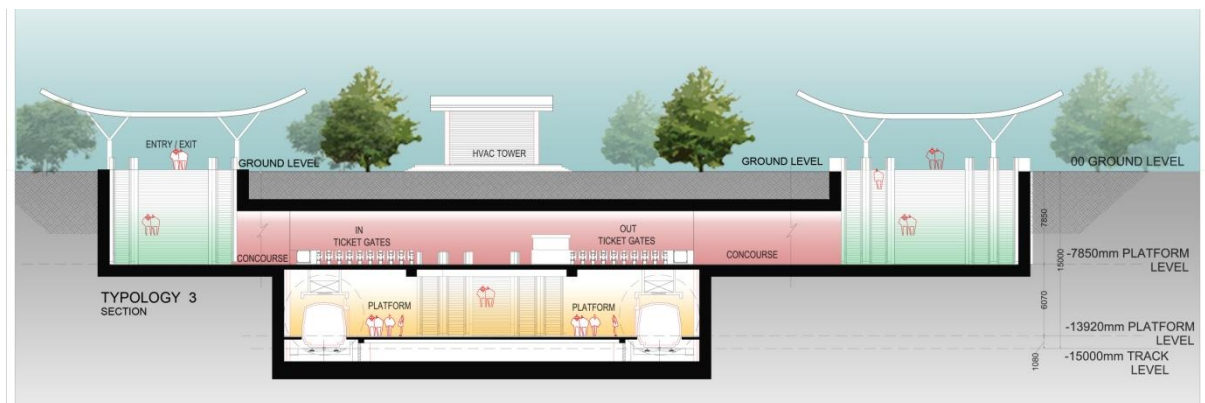 ENTRY / EXIT
GROUND LEVEL
HVAC TOWER
GROUND LEVEL
00 GROUND LEVEL
7850
IN
TICKET GATES
OUT
TICKET GATES
CONCOURSE
CONCOURSE
-7850mm PLATFORM
LEVEL
15000
TYPOLOGY 3
SECTION
PLATFORM
PLATFORM
6070
-13920mm PLATFORM
LEVEL
-15000mm TRACK
LEVEL
1080